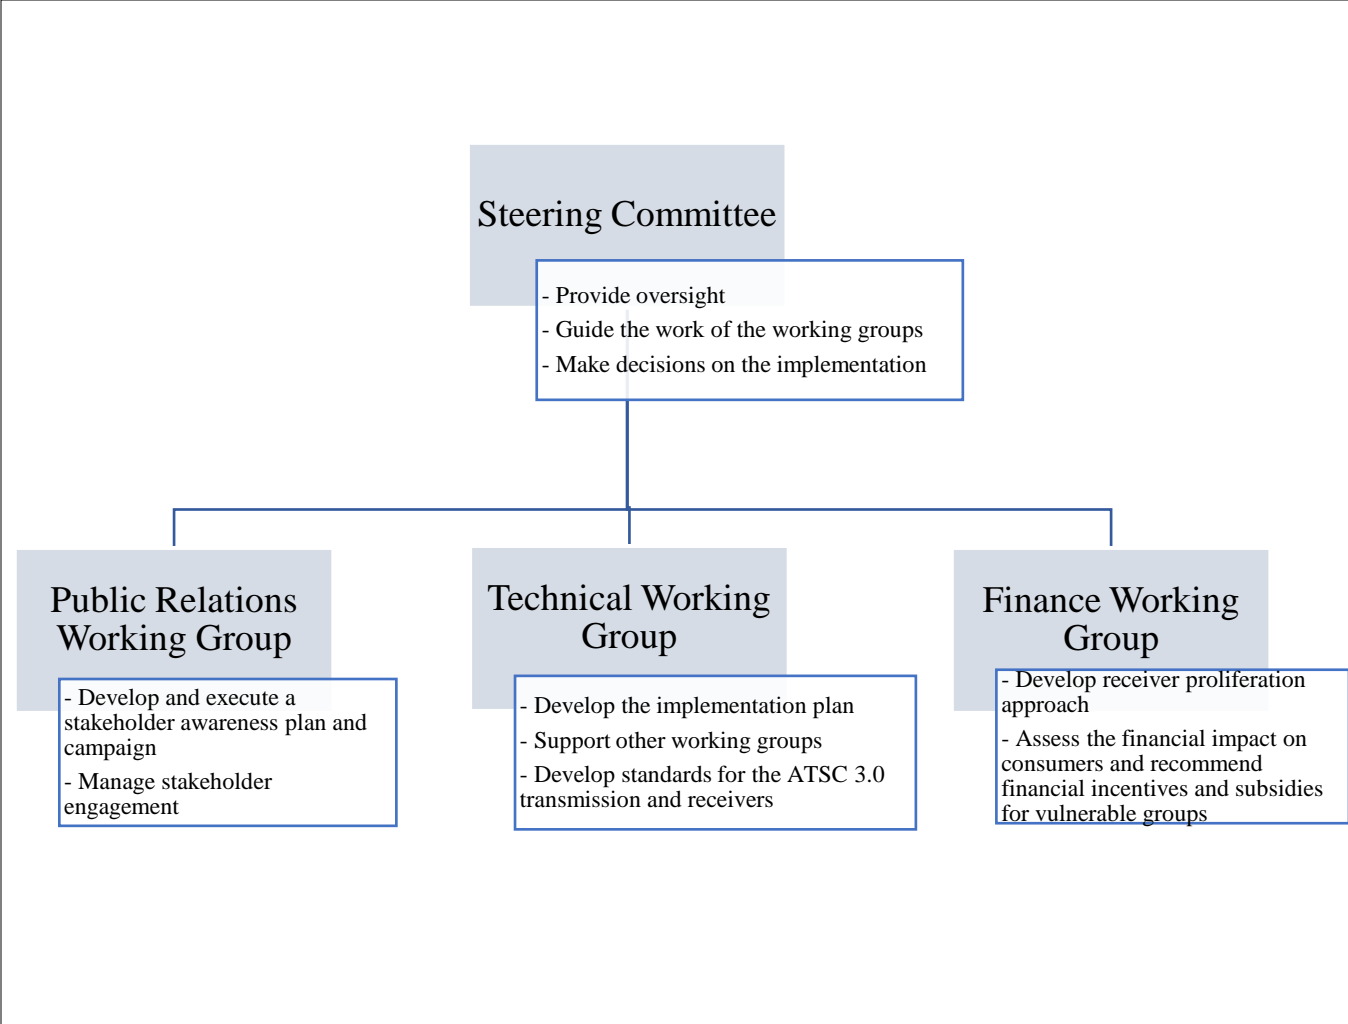 Steering Committee
- Provide oversight
- Guide the work of the working groups
- Make decisions on the implementation
Public Relations
Working Group
- Develop and execute a
stakeholder awareness plan and
campaign
- Manage stakeholder
engagement
Technical Working
Group
- Develop the implementation plan
- Support other working groups
- Develop standards for the ATSC 3.0
transmission and receivers
Finance Working
Group
- Develop receiver proliferation
approach
- Assess the financial impact on
consumers and recommend
financial incentives and subsidies
for vulnerable groups